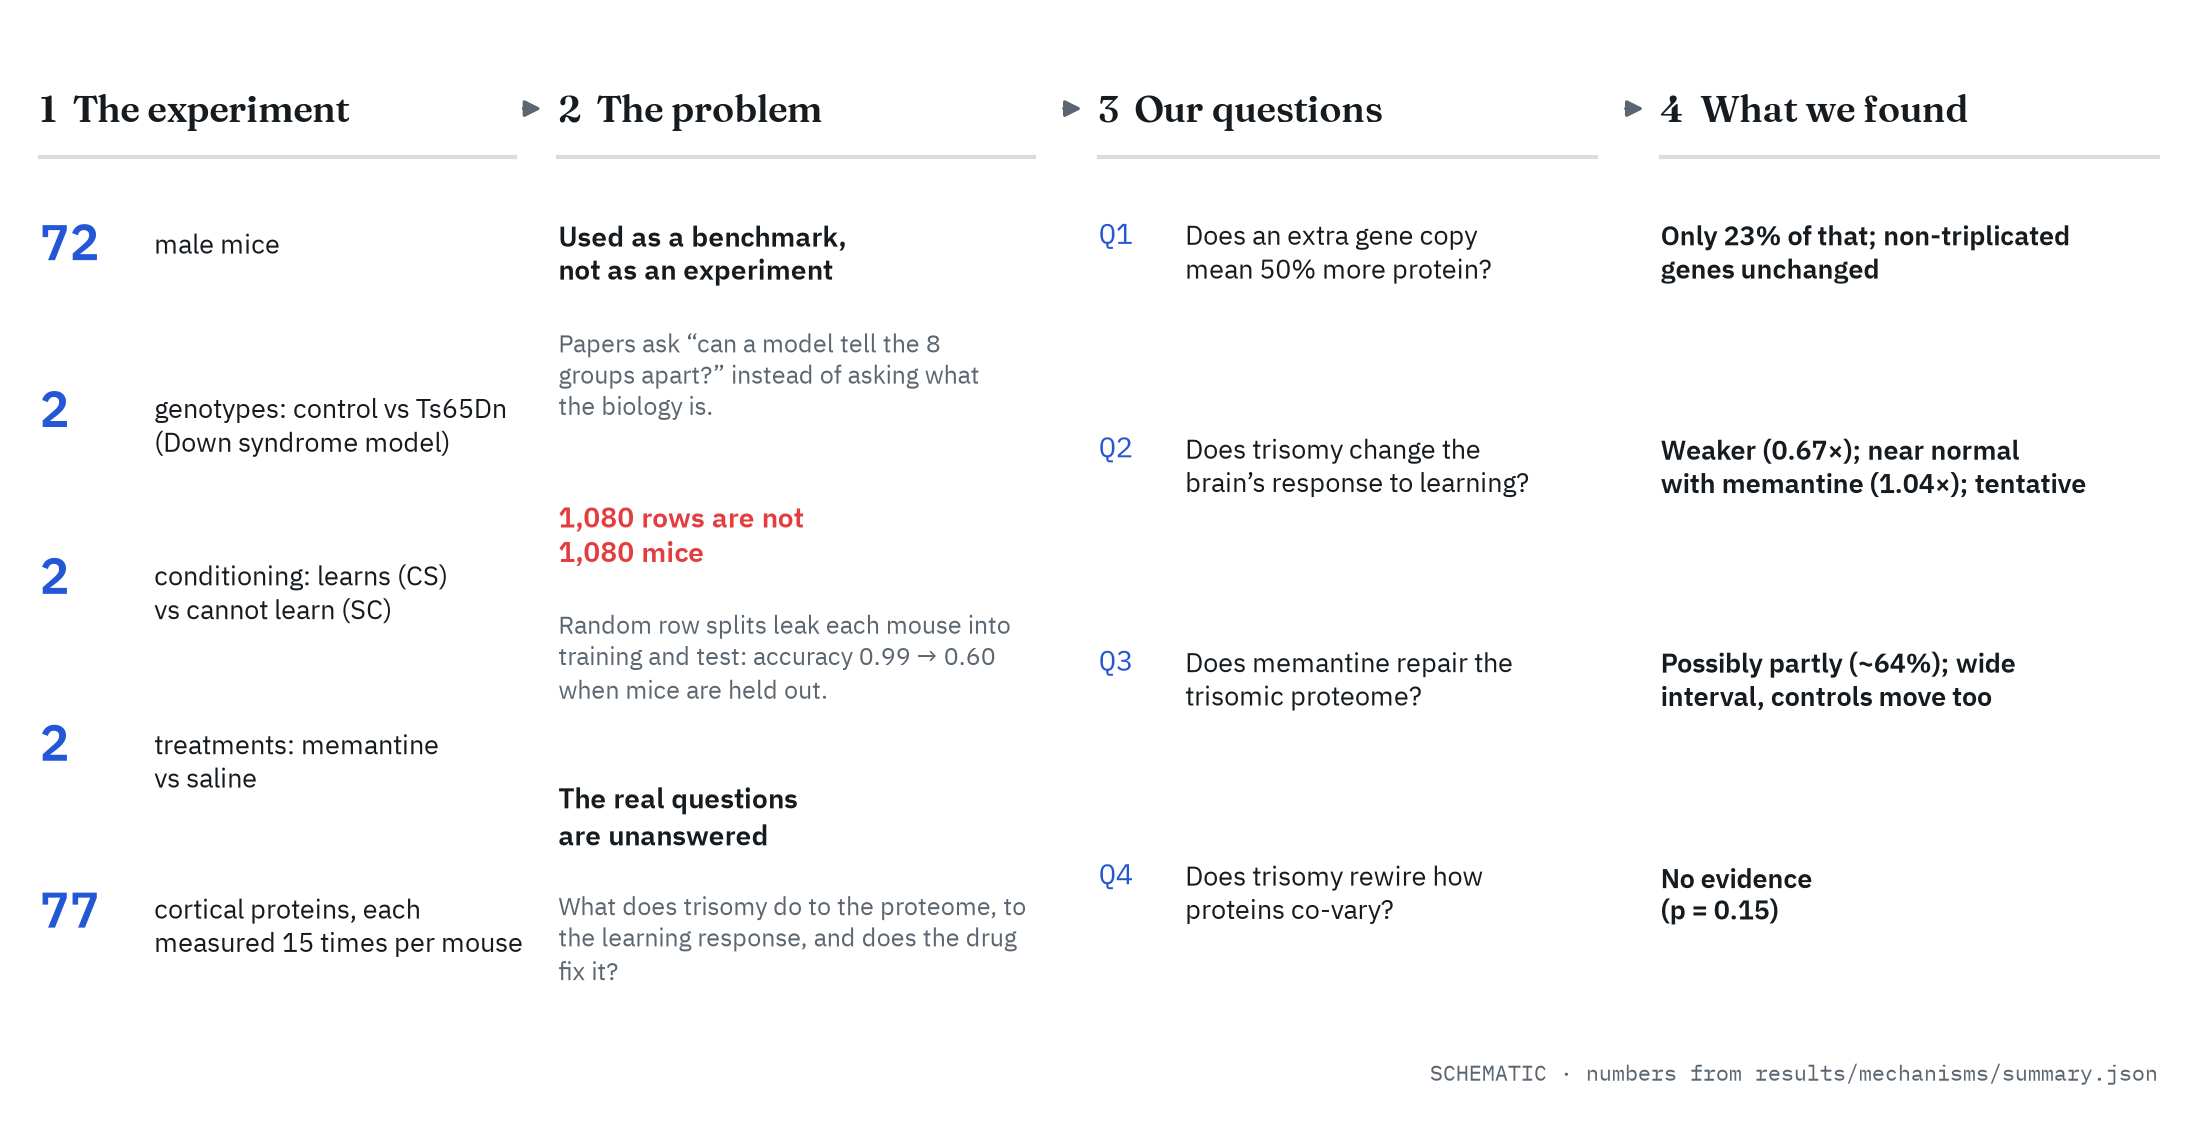 1 The experiment
72 male mice
2 genotypes: control vs Ts65Dn
(Down syndrome model)
2 conditioning: learns (CS)
vs cannot learn (SC)
2 treatments: memantine
vs saline
77 cortical proteins, each
measured 15 times per mouse
2 The problem
Used as a benchmark,
not as an experiment
Papers ask “can a model tell the 8
groups apart?” instead of asking what
the biology is.
1,080 rows are not
1,080 mice
Random row splits leak each mouse into
training and test: accuracy 0.99 → 0.60
when mice are held out.
The real questions
are unanswered
What does trisomy do to the proteome, to
the learning response, and does the drug
fix it?
3 Our questions
Q1 Does an extra gene copy
mean 50% more protein?
Q2 Does trisomy change the
brain’s response to learning?
Q3 Does memantine repair the
trisomic proteome?
Q4 Does trisomy rewire how
proteins co-vary?
4 What we found
Only 23% of that; non-triplicated
genes unchanged
Weaker (0.67×); near normal
with memantine (1.04×); tentative
Possibly partly (~64%); wide
interval, controls move too
No evidence
(p = 0.15)
SCHEMATIC · numbers from results/mechanisms/summary.json